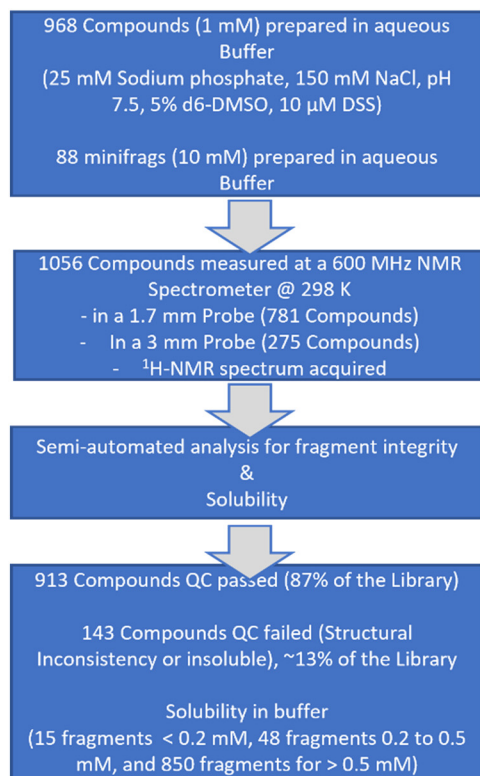 968 Compounds (1 mM) prepared in aqueous
Buffer
(25 mM Sodium phosphate, 150 mM NaCl, pH
7.5, 5% d6-DMSO, 10 µM DSS)
88 minifrags (10 mM) prepared in aqueous
Buffer
1056 Compounds measured at a 600 MHz NMR
Spectrometer @ 298 K
- in a 1.7 mm Probe (781 Compounds)
- In a 3 mm Probe (275 Compounds)
- ¹H-NMR spectrum acquired
Semi-automated analysis for fragment integrity
&
Solubility
913 Compounds QC passed (87% of the Library)
143 Compounds QC failed (Structural
Inconsistency or insoluble), ~13% of the Library
Solubility in buffer
(15 fragments < 0.2 mM, 48 fragments 0.2 to 0.5
mM, and 850 fragments for > 0.5 mM)